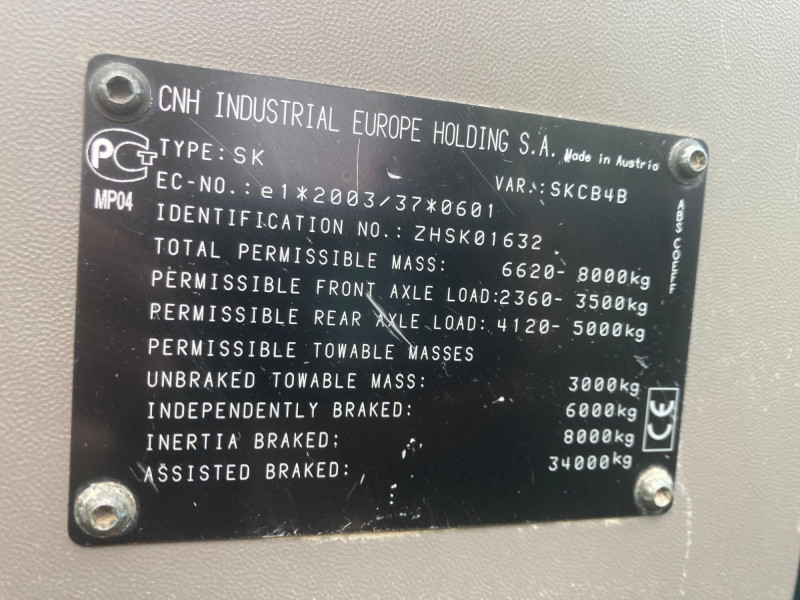 CNH INDUSTRIAL EUROPE HOLDING S.A. Made in Austria
PCT
MP04
TYPE: SK
VAR.: SKCB4B
EC-NO.: e1*2003/37*0601
IDENTIFICATION NO.: ZHSK01632
TOTAL PERMISSIBLE MASS: 6620- 8000kg
PERMISSIBLE FRONT AXLE LOAD: 2360- 3500kg
PERMISSIBLE REAR AXLE LOAD: 4120- 5000kg
PERMISSIBLE TOWABLE MASSES
UNBRAKED TOWABLE MASS: 3000kg
INDEPENDENTLY BRAKED: 6000kg
INERTIA BRAKED: 8000kg
ASSISTED BRAKED: 34000kg
ABS COEFF
CE